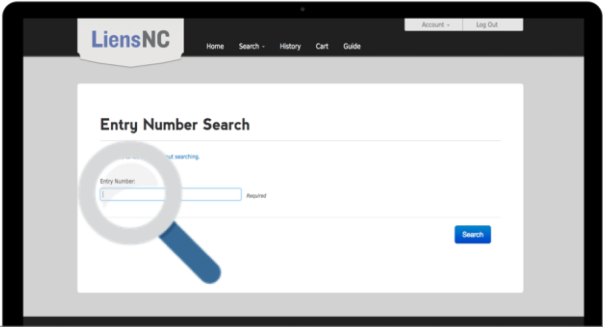 Account Log Out
LiensNC
Home Search History Cart Guide
Entry Number Search
out searching.
Entry Number:
Required
Search